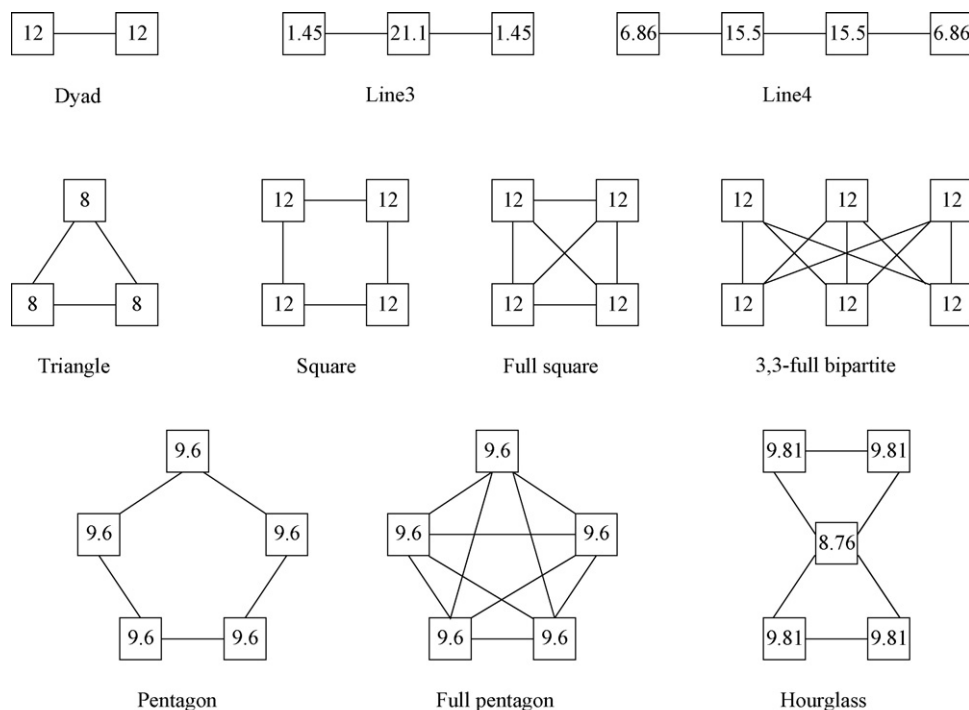 12 12 1.45 21.1 1.45 6.86 15.5 15.5 6.86
Dyad Line3 Line4
8 12 12 12 12 12 12 12
8 8 12 12 12 12 12 12 12
Triangle Square Full square 3,3-full bipartite
9.6 9.6 9.81 9.81
9.6 9.6 9.6 9.6 8.76
9.6 9.6 9.6 9.6 9.81 9.81
Pentagon Full pentagon Hourglass